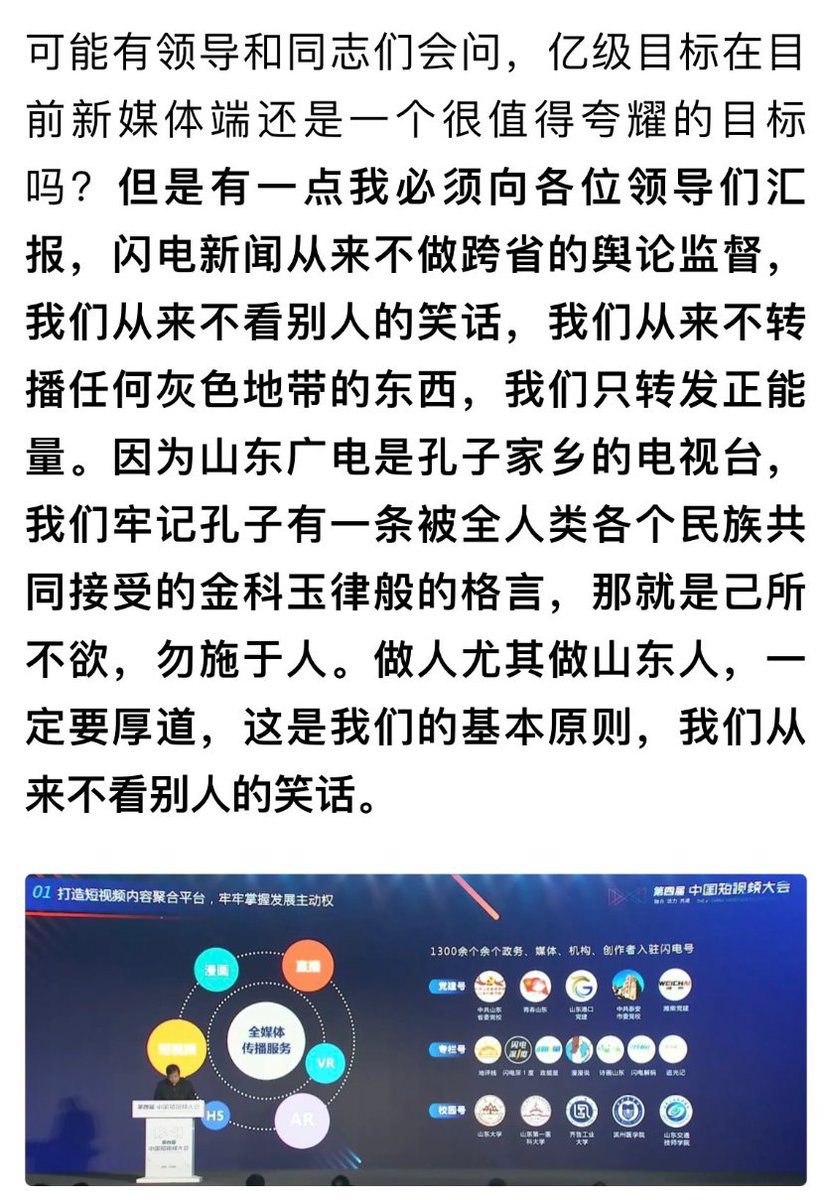 可能有领导和同志们会问，亿级目标在目
前新媒体端还是一个很值得夸耀的目标
吗？但是有一点我必须向各位领导们汇
报，闪电新闻从来不做跨省的舆论监督，
我们从来不看别人的笑话，我们从来不转
播任何灰色地带的东西，我们只转发正能
量。因为山东广电是孔子家乡的电视台，
我们牢记孔子有一条被全人类各个民族共
同接受的金科玉律般的格言，那就是己所
不欲，勿施于人。做人尤其做山东人，一
定要厚道，这是我们的基本原则，我们从
来不看别人的笑话。
01 打造短视频内容聚合平台，牢牢掌握发展主动权
第四届 中国短视频大会
漫画
直播
短视频
全媒体
传播服务
VR
H5
AR
第四届 中国短视频大会
第四届
中国短视频大会
1300余个余个政务、媒体、机构、创作者入驻闪电号
党建号
WEICHAI
中共山东
省委党校
青春山东
山东港口
党建
中共泰安
市委党校
潍柴党建
专栏号
闪电
深1度
地评线
闪电深1度
政能量
漫漫街
诗画山东
闪电解码
追光记
校园号
山东大学
山东第一医
科大学
齐鲁工业
大学
滨州医学院
山东交通
技师学院